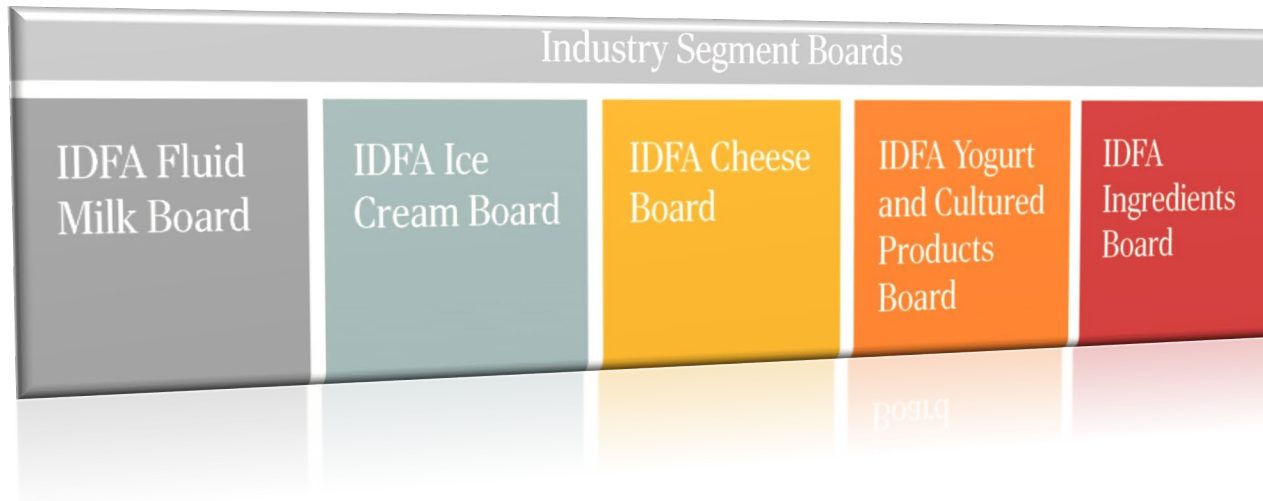 Industry Segment Boards
IDFA Fluid
Milk Board
IDFA Ice
Cream Board
IDFA Cheese
Board
IDFA Yogurt
and Cultured
Products
Board
IDFA
Ingredients
Board
Board